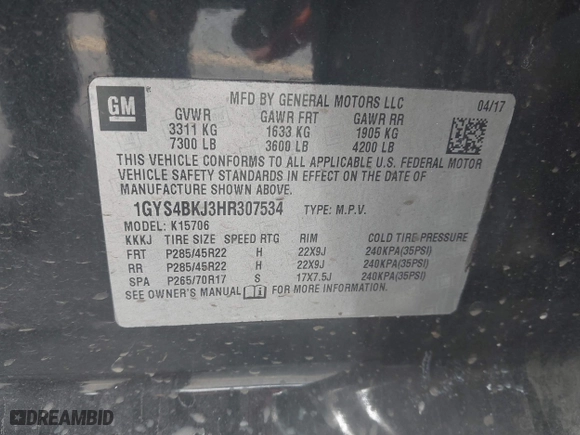 GM
MFD BY GENERAL MOTORS LLC
04/17
GVWR GAWR FRT GAWR RR
3311 KG 1633 KG 1905 KG
7300 LB 3600 LB 4200 LB
THIS VEHICLE CONFORMS TO ALL APPLICABLE U.S. FEDERAL MOTOR
VEHICLE SAFETY STANDARDS IN EFFECT ON THE DATE OF
MANUFACTURE SHOWN ABOVE.
1GYS4BKJ3HR307534 TYPE: M.P.V.
MODEL: K15706
KKKJ TIRE SIZE SPEED RTG RIM COLD TIRE PRESSURE
FRT P285/45R22 H 22X9J 240KPA(35PSI)
RR P285/45R22 H 22X9J 240KPA(35PSI)
SPA P265/70R17 S 17X7.5J 240KPA(35PSI)
SEE OWNER'S MANUAL FOR MORE INFORMATION.
DREAMBID